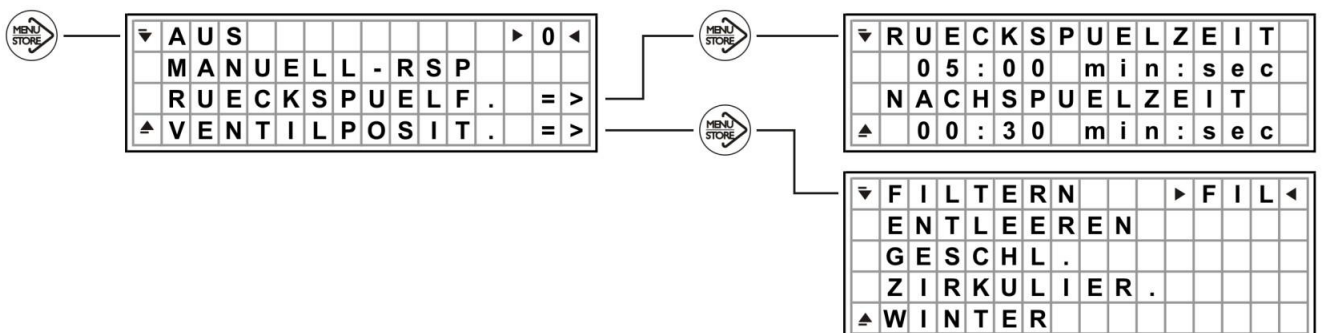 MENU
STORE
AUS 0
MANUELL-RSP
RUECKSPUELF. =>
VENTILPOSIT. =>
MENU
STORE
MENU
STORE
RUECKSPUELZEIT
05:00 min:sec
NACHSPUELZEIT
00:30 min:sec
FILTERN FIL
ENTLEEREN
GESCHL.
ZIRKULIER.
WINTER